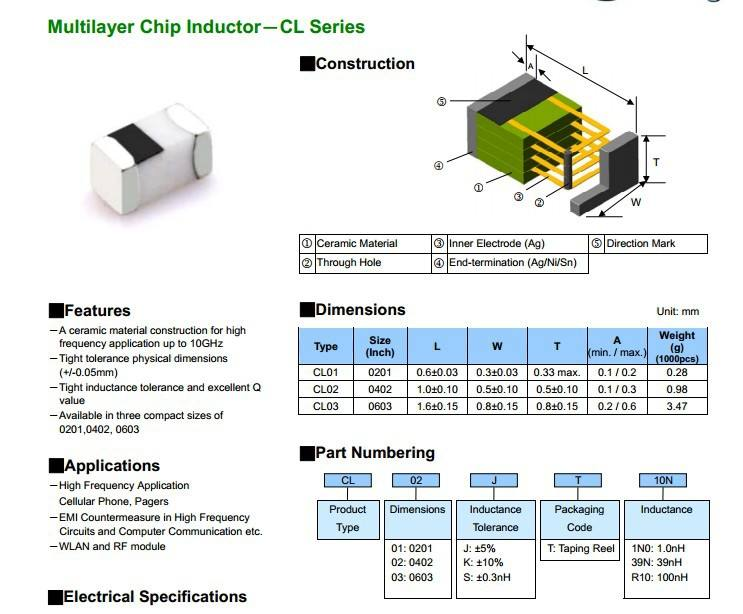 Multilayer Chip Inductor－CL Series
■Construction
A
L
⑤
④
①
③
②
T
W
① Ceramic Material ③ Inner Electrode (Ag) ⑤ Direction Mark
② Through Hole ④ End-termination (Ag/Ni/Sn)
■Features
－A ceramic material construction for high
frequency application up to 10GHz
－Tight tolerance physical dimensions
(+/-0.05mm)
－Tight inductance tolerance and excellent Q
value
－Available in three compact sizes of
0201,0402, 0603
■Applications
－High Frequency Application
Cellular Phone, Pagers
－EMI Countermeasure in High Frequency
Circuits and Computer Communication etc.
－WLAN and RF module
■Dimensions
Unit: mm
Type Size (Inch) L W T A (min. / max.) Weight (g) (1000pcs)
CL01 0201 0.6±0.03 0.3±0.03 0.33 max. 0.1 / 0.2 0.28
CL02 0402 1.0±0.10 0.5±0.10 0.5±0.10 0.1 / 0.3 0.98
CL03 0603 1.6±0.15 0.8±0.15 0.8±0.15 0.2 / 0.6 3.47
■Part Numbering
CL 02 J T 10N
Product Type Dimensions Inductance Tolerance Packaging Code Inductance
01: 0201 J: ±5% T: Taping Reel 1N0: 1.0nH
02: 0402 K: ±10% 39N: 39nH
03: 0603 S: ±0.3nH R10: 100nH
■Electrical Specifications